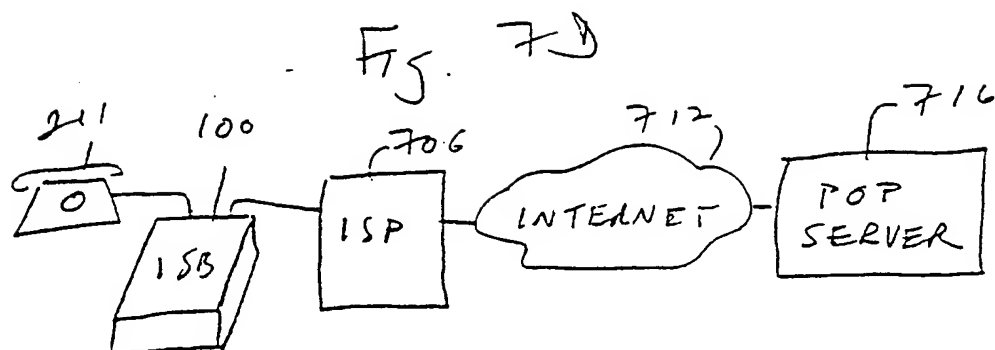 Fig. 7D
211
100
706
712
716
ISB
ISP
INTERNET
POP
SERVER